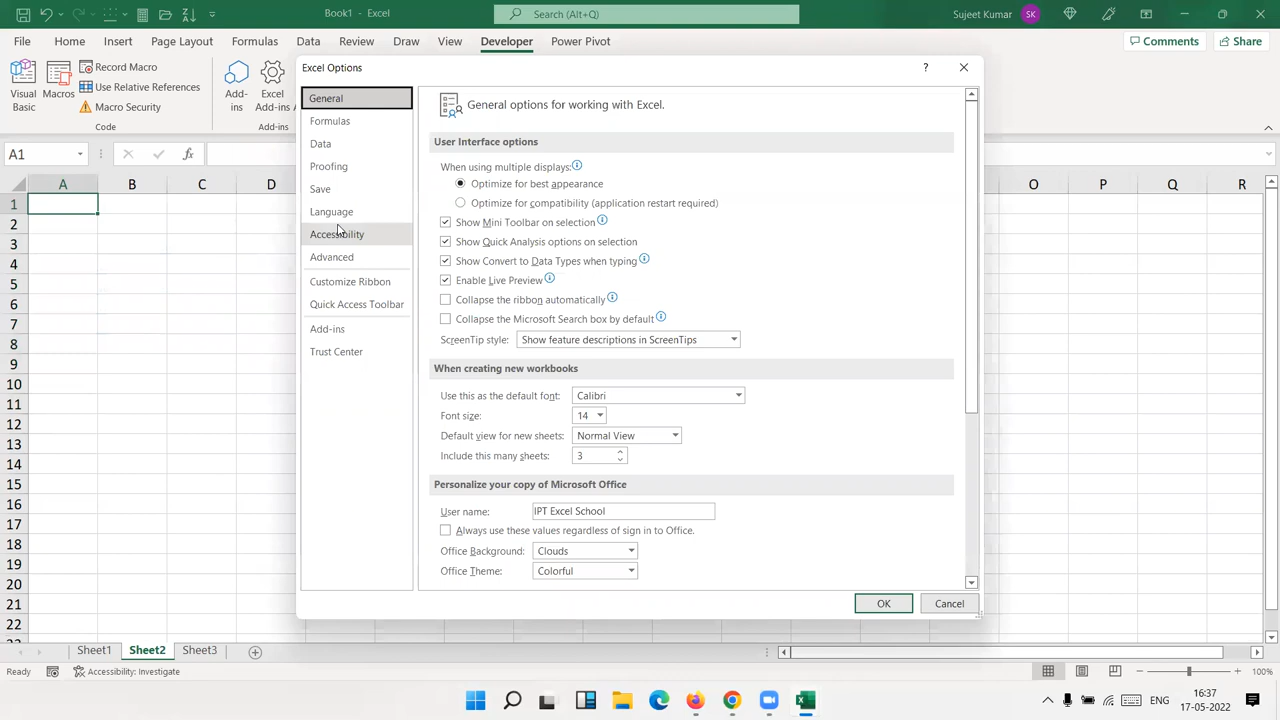 Book1 - Excel
Search (Alt+Q)
Sujeet Kumar
SK
File
Home
Insert
Page Layout
Formulas
Data
Review
Draw
View
Developer
Power Pivot
Comments
Share
Visual
Basic
Macros
Record Macro
Use Relative References
Macro Security
Code
Add-
ins
Excel
Add-ins
Add-ins
A1
fx
Excel Options
?
General
Formulas
Data
Proofing
Save
Language
Accessibility
Advanced
Customize Ribbon
Quick Access Toolbar
Add-ins
Trust Center
General options for working with Excel.
User Interface options
When using multiple displays:
Optimize for best appearance
Optimize for compatibility (application restart required)
Show Mini Toolbar on selection
Show Quick Analysis options on selection
Show Convert to Data Types when typing
Enable Live Preview
Collapse the ribbon automatically
Collapse the Microsoft Search box by default
ScreenTip style: Show feature descriptions in ScreenTips
When creating new workbooks
Use this as the default font: Calibri
Font size: 14
Default view for new sheets: Normal View
Include this many sheets: 3
Personalize your copy of Microsoft Office
User name: IPT Excel School
Always use these values regardless of sign in to Office.
Office Background: Clouds
Office Theme: Colorful
OK
Cancel
A B C D O P Q R
1
2
3
4
5
6
7
8
9
10
11
12
13
14
15
16
17
18
19
20
21
22
Sheet1
Sheet2
Sheet3
Ready
Accessibility: Investigate
100%
ENG
16:37
17-05-2022